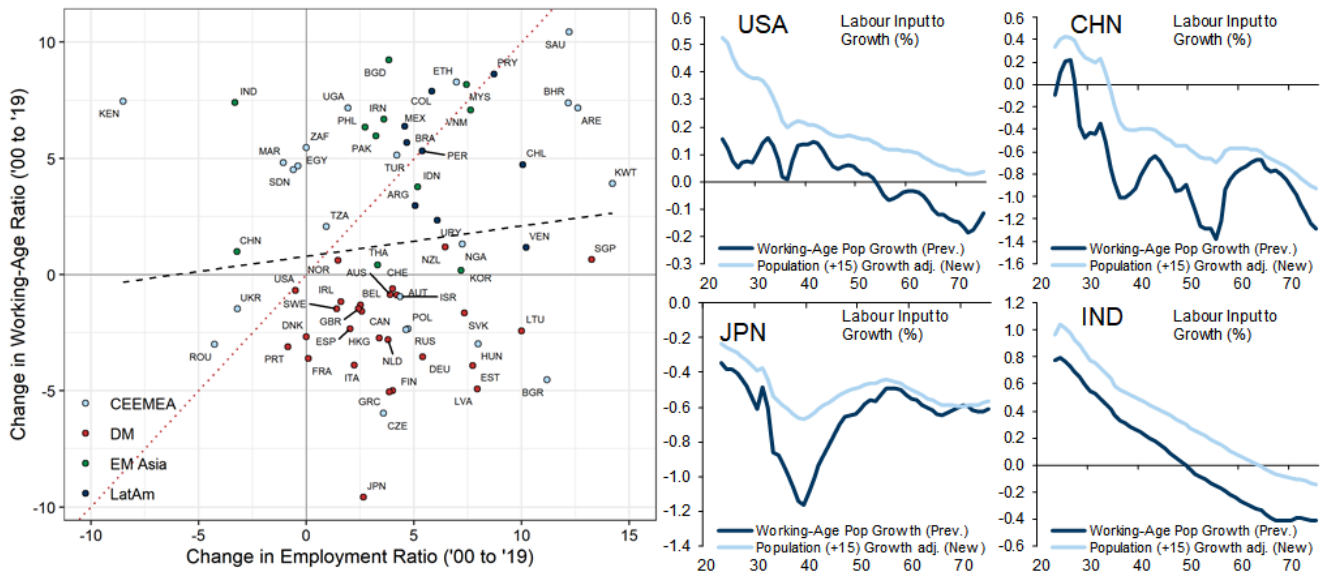 Change in Working-Age Ratio ('00 to '19)
10
5
0
-5
-10
SAU
BGD
ETH
PRY
KEN
IND
UGA
IRN
COL
MYS
BHR
ARE
PHL
MEX
VNM
ZAF
PAK
BRA
MAR
EGY
TUR
PER
CHL
SDN
IDN
KWT
ARG
TZA
URY
VEN
CHN
THA
NGA
SGP
NOR
AUS
CHE
NZL
KOR
USA
IRL
BEL
AUT
ISR
UKR
SWE
GBR
CAN
POL
SVK
LTU
DNK
ESP
HKG
RUS
ROU
PRT
FRA
ITA
NLD
DEU
HUN
FIN
EST
BGR
GRC
LVA
CZE
JPN
CEEMEA
DM
EM Asia
LatAm
-10
-5
0
5
10
15
Change in Employment Ratio ('00 to '19)
USA
Labour Input to
Growth (%)
0.6
0.5
0.4
0.3
0.2
0.1
0.0
-0.1
-0.2
-0.3
Working-Age Pop Growth (Prev.)
Population (+15) Growth adj. (New)
20 30 40 50 60 70
CHN
Labour Input to
Growth (%)
0.6
0.4
0.2
0.0
-0.2
-0.4
-0.6
-0.8
-1.0
-1.2
-1.4
Working-Age Pop Growth (Prev.)
Population (+15) Growth adj. (New)
20 30 40 50 60 70
JPN
Labour Input to
Growth (%)
-0.0
-0.2
-0.4
-0.6
-0.8
-1.0
-1.2
-1.4
Working-Age Pop Growth (Prev.)
Population (+15) Growth adj. (New)
20 30 40 50 60 70
IND
Labour Input to
Growth (%)
1.2
1.0
0.8
0.6
0.4
0.2
0.0
-0.2
-0.4
-0.6
Working-Age Pop Growth (Prev.)
Population (+15) Growth adj. (New)
20 30 40 50 60 70